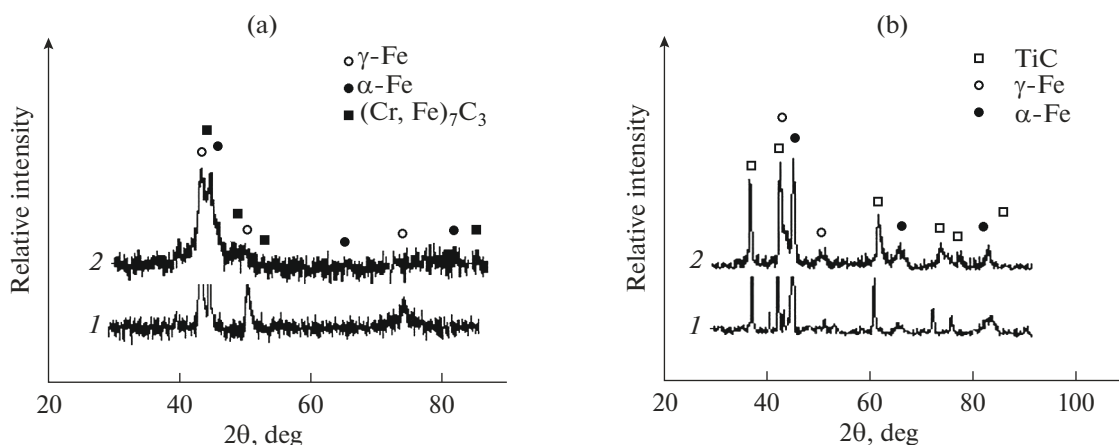 (a)
γ-Fe
α-Fe
(Cr, Fe)₇C₃
Relative intensity
2
1
20 40 60 80
2θ, deg
(b)
TiC
γ-Fe
α-Fe
Relative intensity
2
1
20 40 60 80 100
2θ, deg